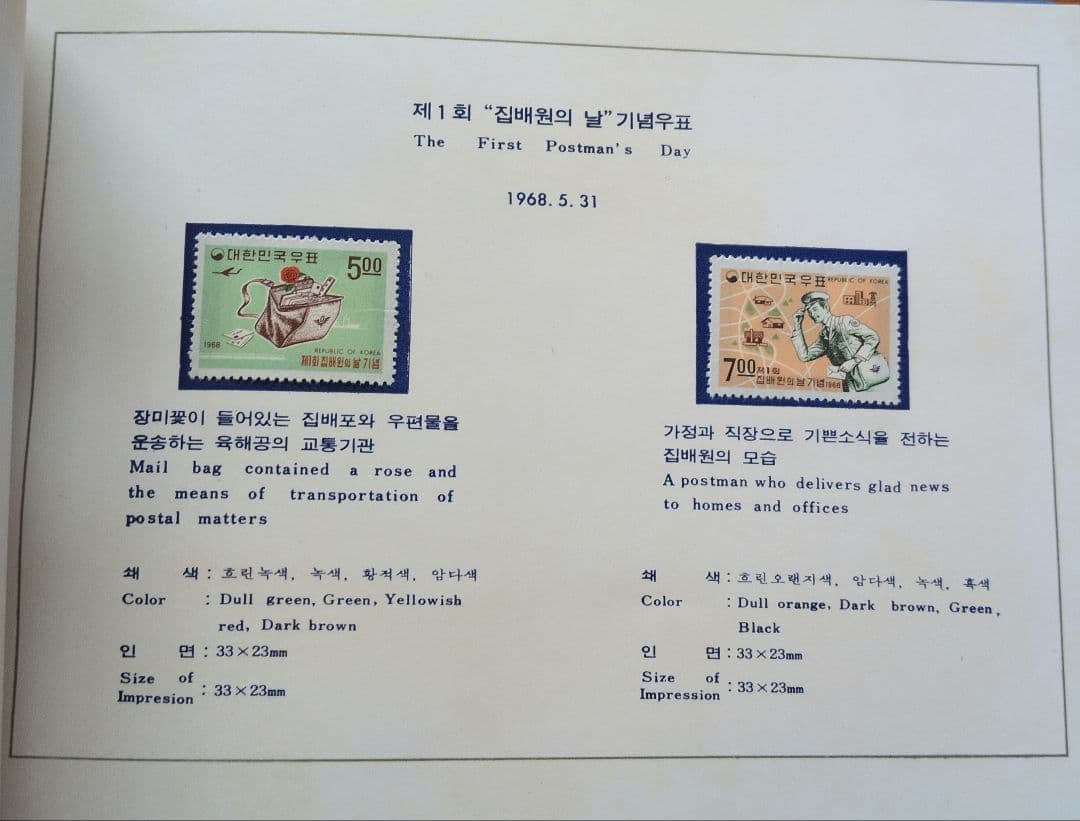 제1회 “집배원의 날”기념우표
The First Postman's Day
1968. 5. 31
대한민국우표
500
1968
REPUBLIC OF KOREA
제1회 집배원의 날 기념
대한민국우표 REPUBLIC OF KOREA
700
제1회
집배원의 날 기념 1968
장미꽃이 들어있는 집배포와 우편물을
운송하는 육해공의 교통기관
Mail bag contained a rose and
the means of transportation of
postal matters
가정과 직장으로 기쁜소식을 전하는
집배원의 모습
A postman who delivers glad news
to homes and offices
쇄 색 : 흐린녹색, 녹색, 황적색, 암다색
Color : Dull green, Green, Yellowish
red, Dark brown
인 면 : 33×23mm
Size of
Impresion : 33×23mm
쇄 색 : 흐린오랜지색, 암다색, 녹색, 흑색
Color : Dull orange, Dark brown, Green,
Black
인 면 : 33×23mm
Size of
Impression : 33×23mm